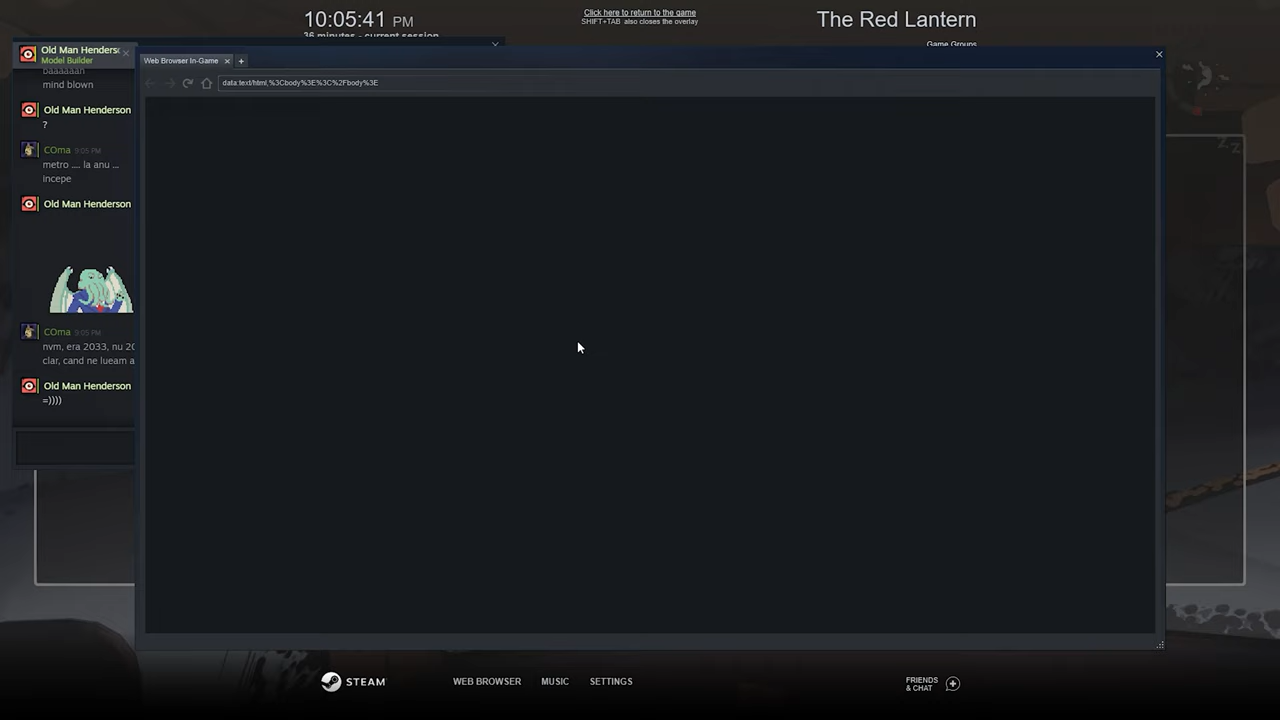 10:05:41 PM
36 minutes - current session
Click here to return to the game
SHIFT+TAB also closes the overlay
The Red Lantern
Game Groups
Old Man Henders
Model Builder
baaaaaah
mind blown
Old Man Henderson
?
COma 9:05 PM
metro .... la anu ...
incepe
Old Man Henderson
COma 9:05 PM
nvm, era 2033, nu 20
clar, cand ne lueam a
Old Man Henderson
=))))
Web Browser In-Game
data:text/html,%3Cbody%3E%3C%2Fbody%3E
STEAM
WEB BROWSER
MUSIC
SETTINGS
FRIENDS
& CHAT